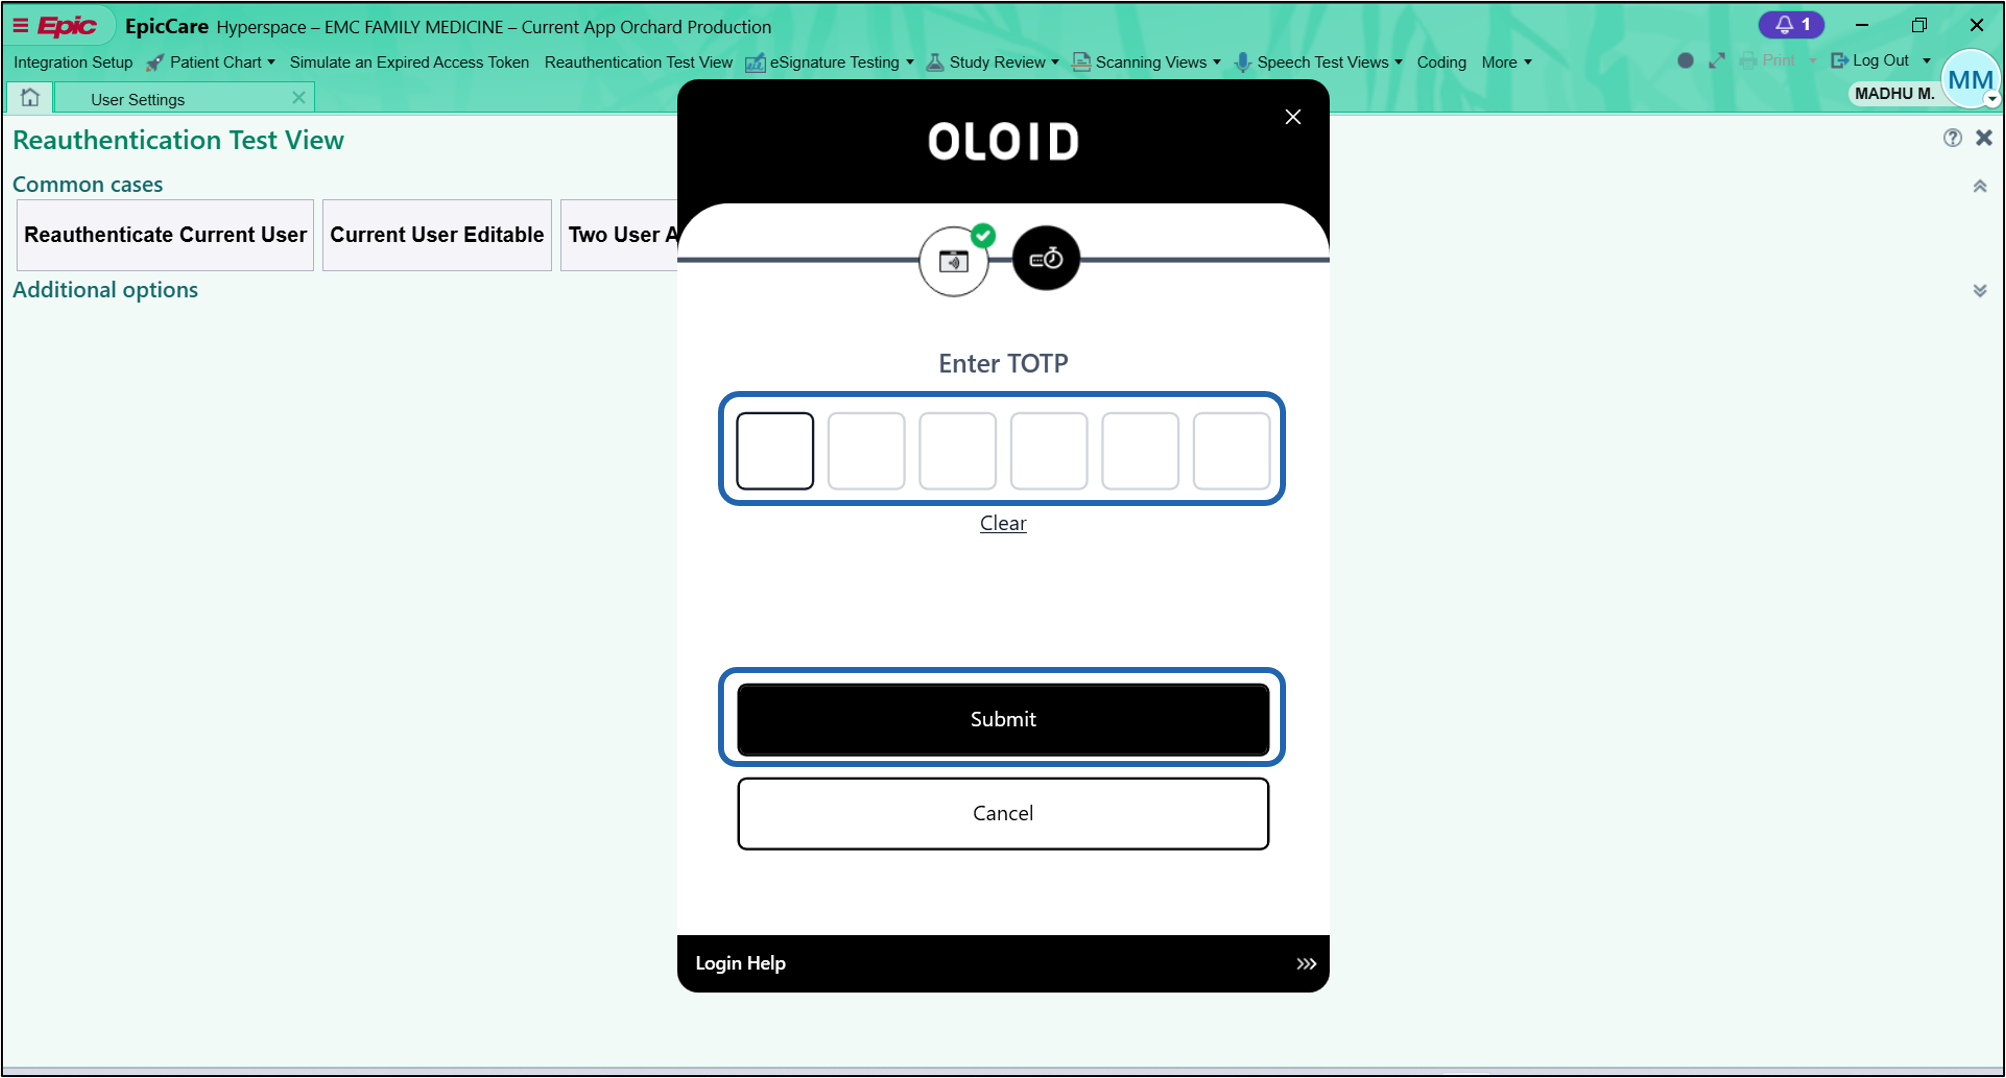 Epic EpicCare Hyperspace – EMC FAMILY MEDICINE – Current App Orchard Production 1
Integration Setup Patient Chart Simulate an Expired Access Token Reauthentication Test View eSignature Testing Study Review Scanning Views Speech Test Views Coding More Print Log Out
MM
User Settings MADHU M.
Reauthentication Test View
Common cases
Reauthenticate Current User Current User Editable Two User A
Additional options
OLOID
Enter TOTP
Clear
Submit
Cancel
Login Help